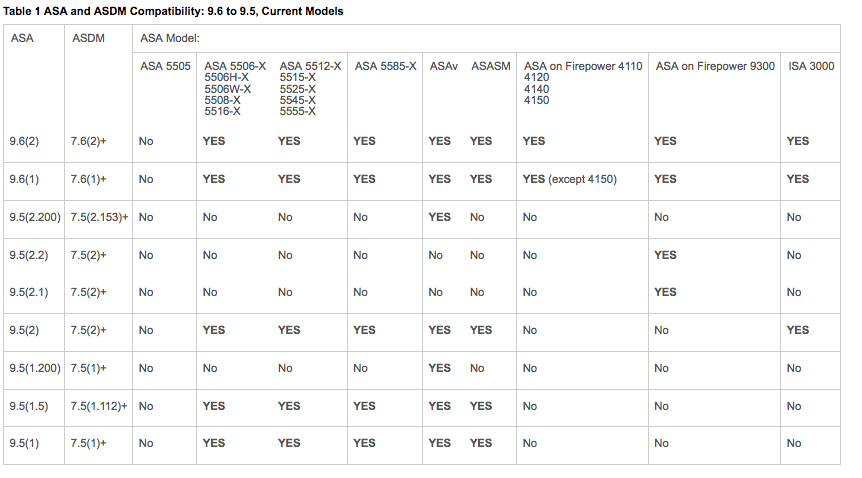 Table 1 ASA and ASDM Compatibility: 9.6 to 9.5, Current Models
ASA ASDM ASA Model:
ASA 5505 ASA 5506-X ASA 5512-X ASA 5585-X ASAv ASASM ASA on Firepower 4110 ASA on Firepower 9300 ISA 3000
5506H-X 5515-X 4120
5506W-X 5525-X 4140
5508-X 5545-X 4150
5516-X 5555-X
9.6(2) 7.6(2)+ No YES YES YES YES YES YES YES YES
9.6(1) 7.6(1)+ No YES YES YES YES YES YES (except 4150) YES YES
9.5(2.200) 7.5(2.153)+ No No No No YES No No No No
9.5(2.2) 7.5(2)+ No No No No No No No YES No
9.5(2.1) 7.5(2)+ No No No No No No No YES No
9.5(2) 7.5(2)+ No YES YES YES YES YES No No YES
9.5(1.200) 7.5(1)+ No No No No YES No No No No
9.5(1.5) 7.5(1.112)+ No YES YES YES YES YES No No No
9.5(1) 7.5(1)+ No YES YES YES YES YES No No No